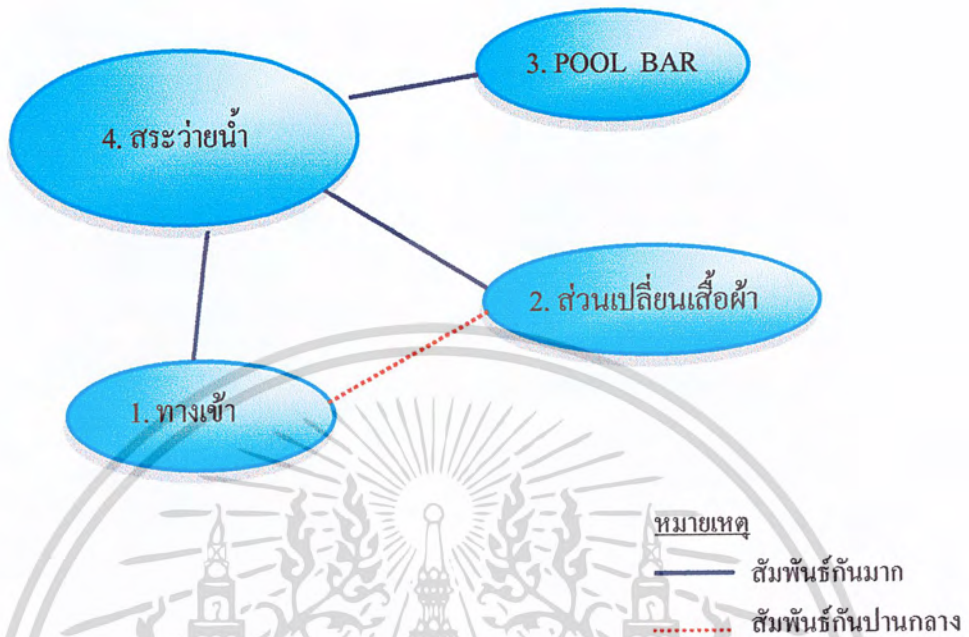 3. POOL BAR
4. สระว่ายน้ำ
2. ส่วนเปลี่ยนเสื้อผ้า
1. ทางเข้า
หมายเหตุ
สัมพันธ์กันมาก
สัมพันธ์กันปานกลาง